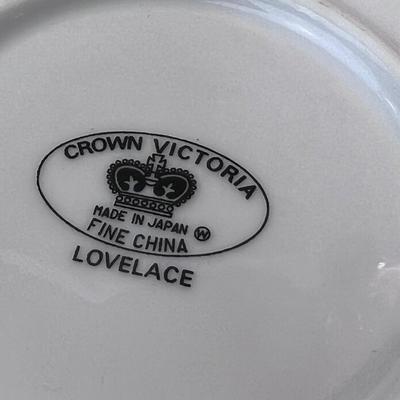 CROWN VICTORIA
MADE IN JAPAN W
FINE CHINA
LOVELACE